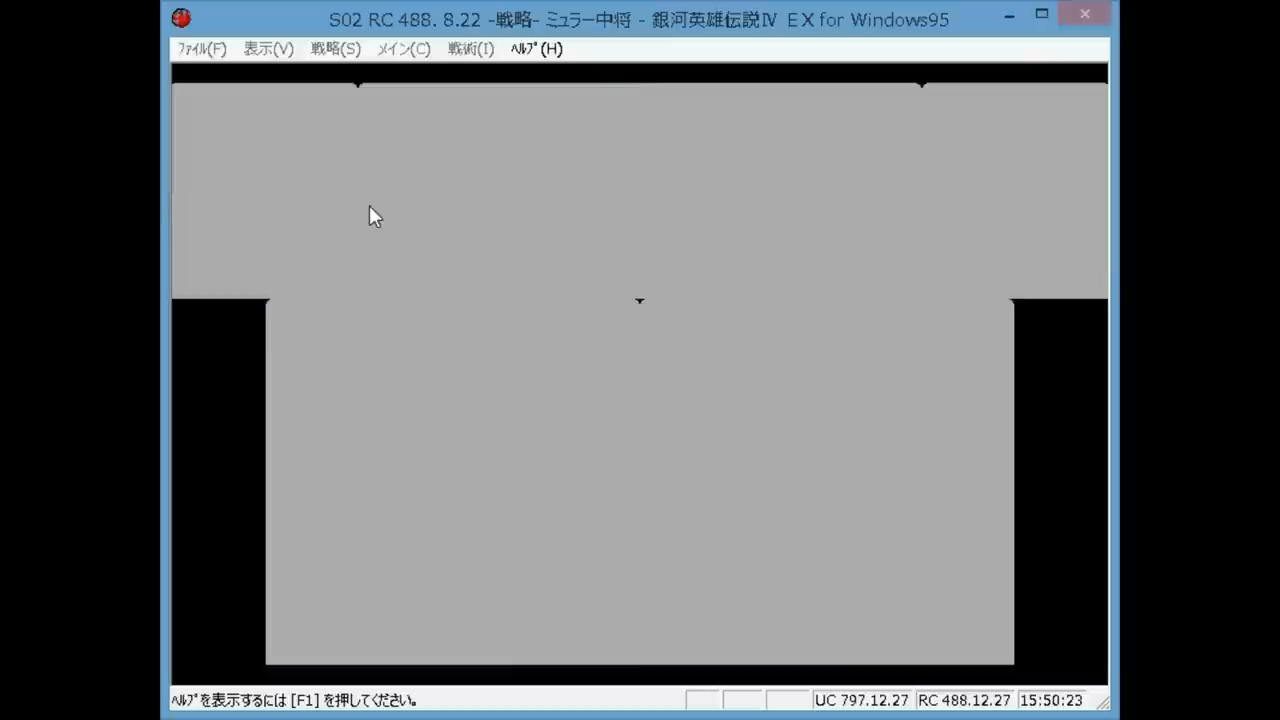 S02 RC 488. 8.22 -戦略- ミュラー中将 - 銀河英雄伝説Ⅳ ＥＸ for Windows95
ﾌｧｲﾙ(F) 表示(V) 戦略(S) メイン(C) 戦術(I) ﾍﾙﾌﾟ(H)
ﾍﾙﾌﾟを表示するには [F1] を押してください。 UC 797.12.27 RC 488.12.27 15:50:23